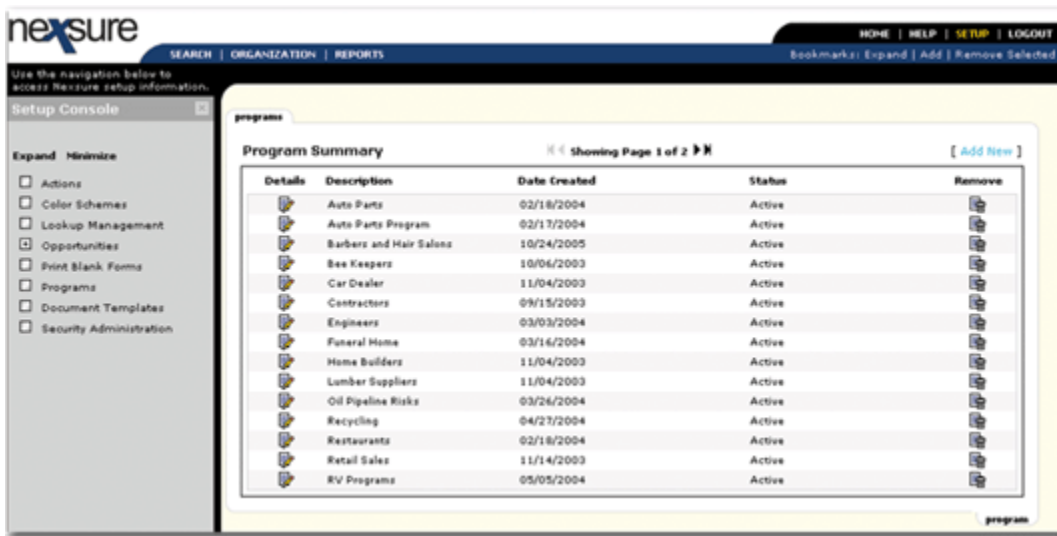 nexsure
HOME | HELP | SETUP | LOGOUT
SEARCH | ORGANIZATION | REPORTS
Bookmarks: Expand | Add | Remove Selected
Use the navigation below to
access Nexsure setup information.
Setup Console
Expand Minimize
Actions
Color Schemes
Lookup Management
Opportunities
Print Blank Forms
Programs
Document Templates
Security Administration
programs
Program Summary Showing Page 1 of 2 [ Add New ]
Details Description Date Created Status Remove
Auto Parts 02/18/2004 Active
Auto Parts Program 02/17/2004 Active
Barbers and Hair Salons 10/24/2005 Active
Bee Keepers 10/06/2003 Active
Car Dealer 11/04/2003 Active
Contractors 09/15/2003 Active
Engineers 03/03/2004 Active
Funeral Home 03/16/2004 Active
Home Builders 11/04/2003 Active
Lumber Suppliers 11/04/2003 Active
Oil Pipeline Risks 03/26/2004 Active
Recycling 04/27/2004 Active
Restaurants 02/18/2004 Active
Retail Sales 11/14/2003 Active
RV Programs 05/05/2004 Active
program